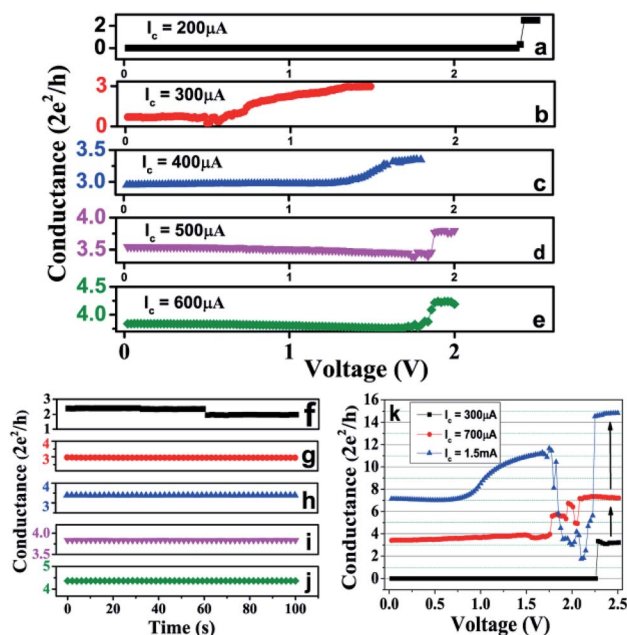 2
0
I_c = 200μA
a
0
1
2
3
0
I_c = 300μA
b
0
1
2
3.5
3.0
I_c = 400μA
c
0
1
2
4.0
3.5
I_c = 500μA
d
4.5
4.0
I_c = 600μA
e
0
1
2
Conductance (2e²/h)
Voltage (V)
3
2
1
f
4
3
g
4
3
h
4.0
3.5
i
5
4
j
0 20 40 60 80 100
Conductance (2e²/h)
Time (s)
k
I_c = 300μA
I_c = 700μA
I_c = 1.5mA
16
14
12
10
8
6
4
2
0
0.0 0.5 1.0 1.5 2.0 2.5
Conductance (2e²/h)
Voltage (V)